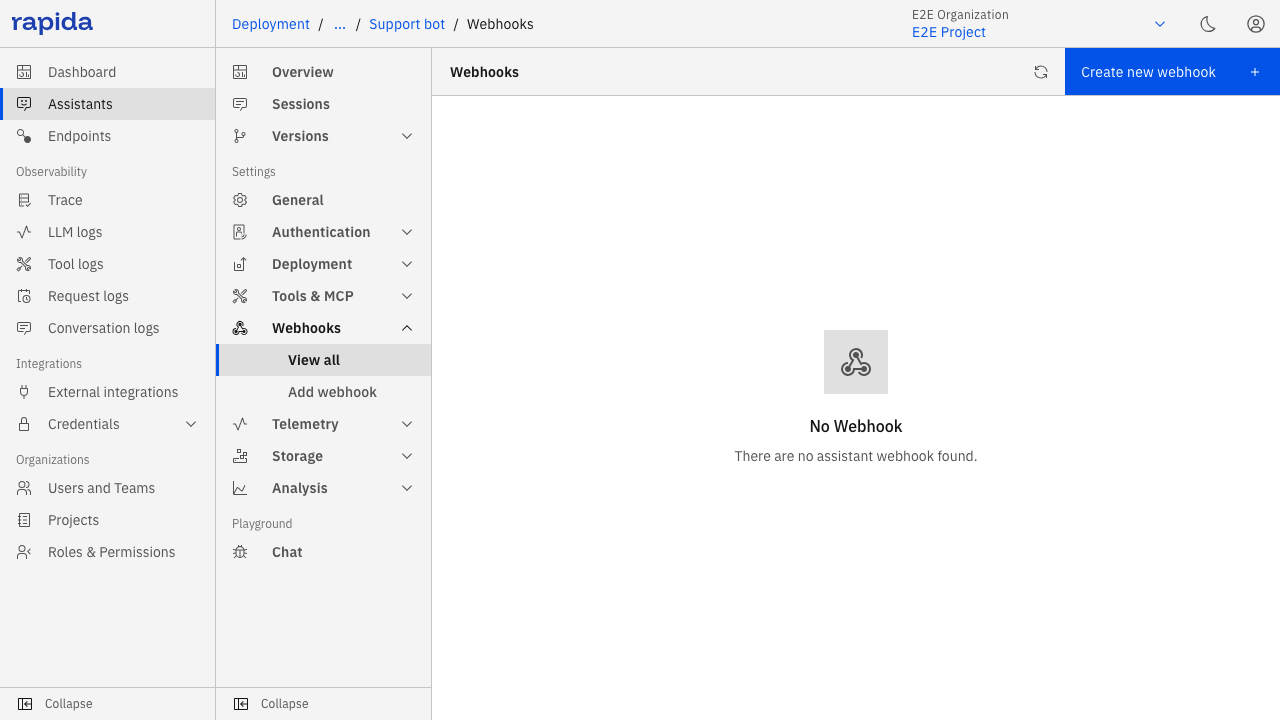 rapida
Deployment / ... / Support bot / Webhooks
E2E Organization
E2E Project
Dashboard
Assistants
Endpoints
Observability
Trace
LLM logs
Tool logs
Request logs
Conversation logs
Integrations
External integrations
Credentials
Organizations
Users and Teams
Projects
Roles & Permissions
Collapse
Overview
Sessions
Versions
Settings
General
Authentication
Deployment
Tools & MCP
Webhooks
View all
Add webhook
Telemetry
Storage
Analysis
Playground
Chat
Collapse
Webhooks
Create new webhook +
No Webhook
There are no assistant webhook found.